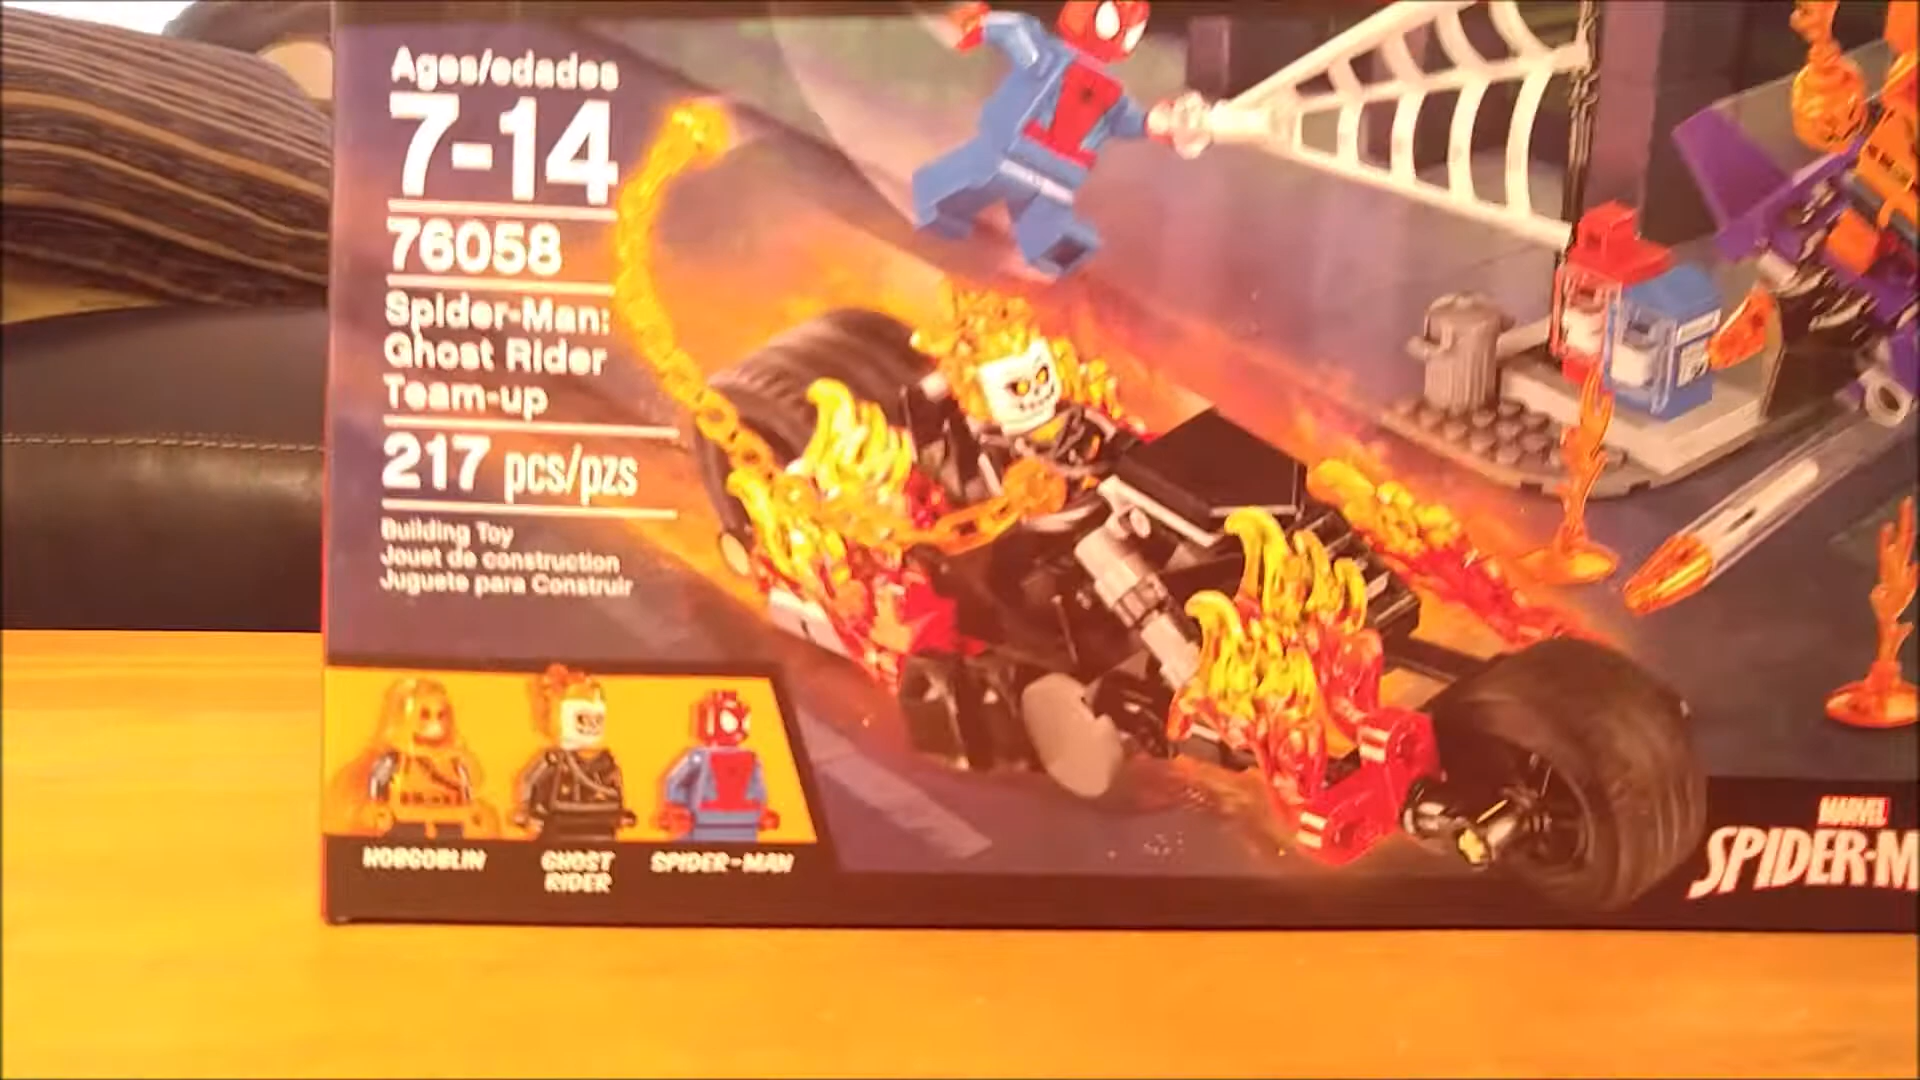 Ages/edades
7-14
76058
Spider-Man:
Ghost Rider
Team-up
217 pcs/pzs
Building Toy
Jouet de construction
Juguete para Construir
HOBGOBLIN
GHOST
RIDER
SPIDER-MAN
MARVEL
SPIDER-M